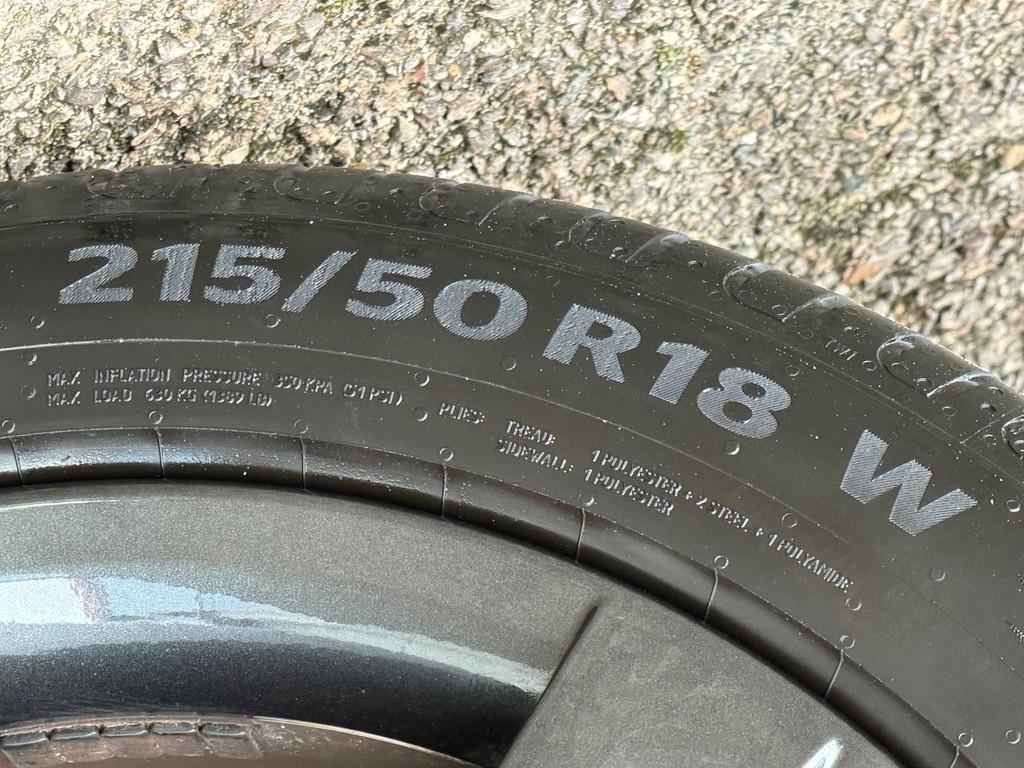 215/50 R18 W
TWI
MAX INFLATION PRESSURE 350 KPA (51 PSI)
MAX LOAD 630 KG (1389 LB)
PLIES: TREAD: 1 POLYESTER + 2 STEEL + 1 POLYAMIDE
SIDEWALL: 1 POLYESTER